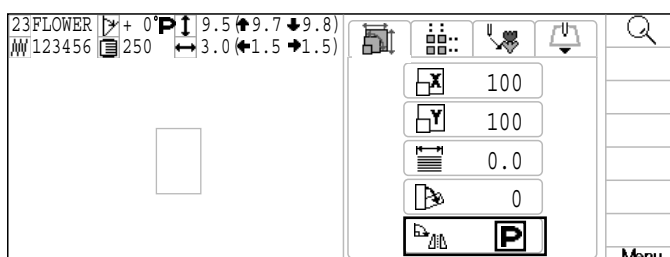 23FLOWER + 0° P 9.5(⬆9.7 ⬇9.8)
123456 250 ↔3.0(⬅1.5 ➡1.5)
X 100
Y 100
0.0
0
P
Menu